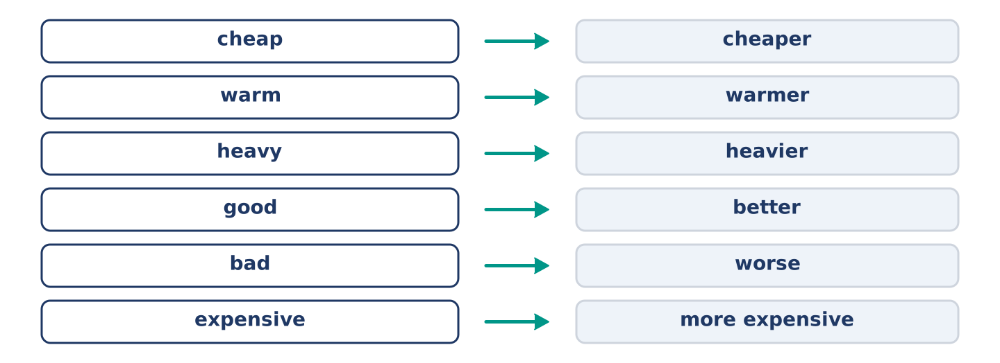 cheap cheaper
warm warmer
heavy heavier
good better
bad worse
expensive more expensive